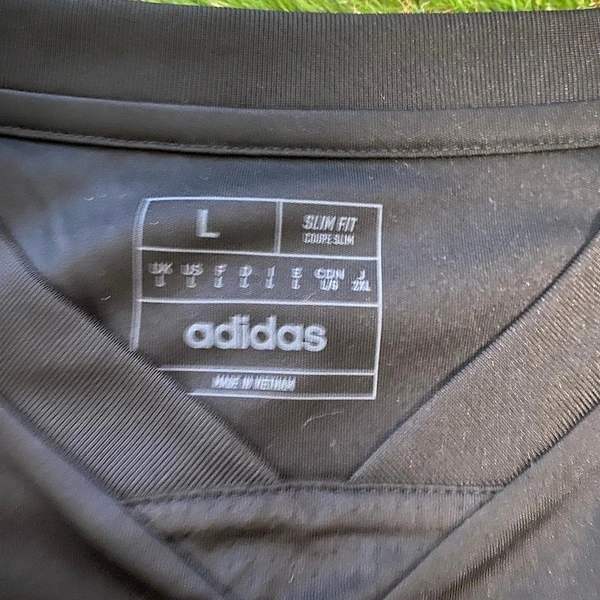 L
SLIM FIT
COUPE SLIM
UK US F D I E CDN J
L L L L L L L/G 2XL
adidas
MADE IN VIETNAM